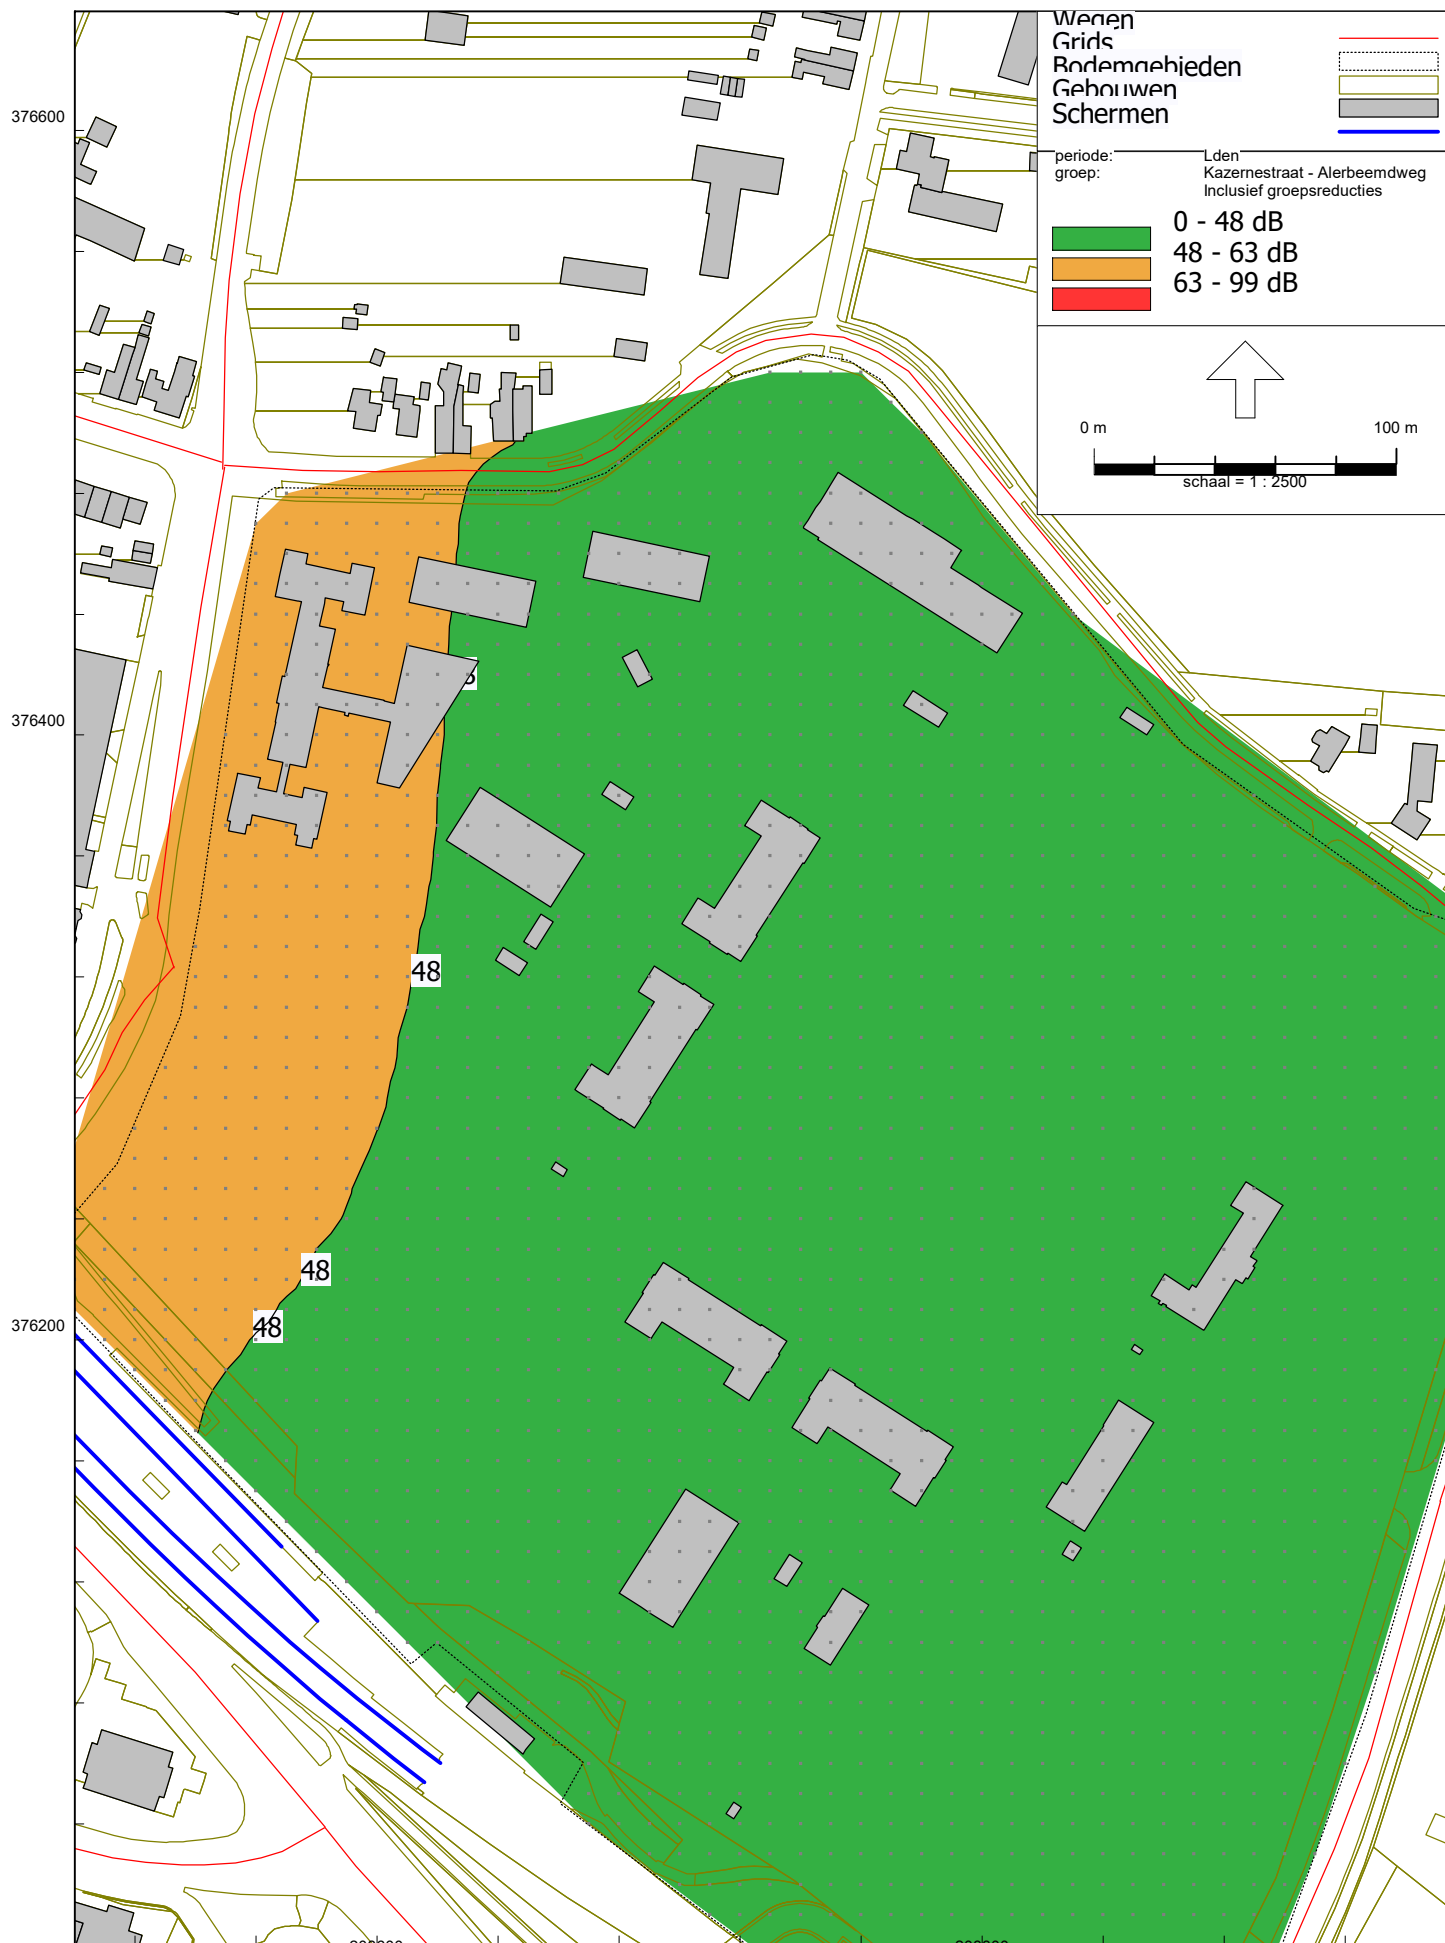 Wegen
Grids
Bodemgebieden
Gebouwen
Schermen
periode: Lden
groep: Kazernestraat - Alerbeemdweg
Inclusief groepsreducties
0 - 48 dB
48 - 63 dB
63 - 99 dB
0 m 100 m
schaal = 1 : 2500
376600
376400
48
48
376200
48